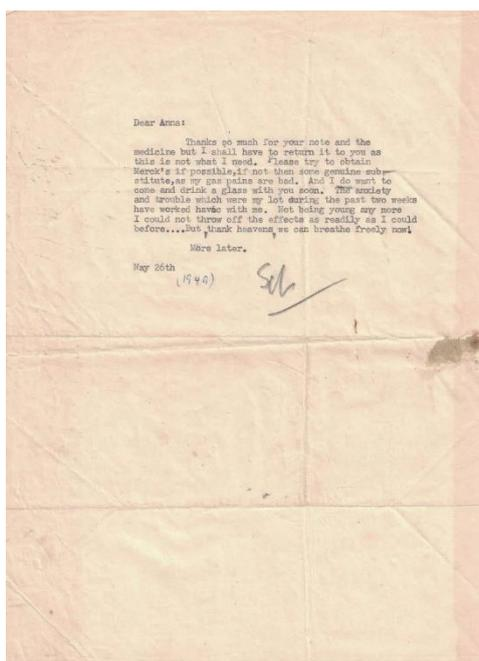 Dear Anna:
Thanks so much for your note and the
medicine but I shall have to return it to you as
this is not what I need. Please try to obtain
Merck's if possible,if not then some genuine sub-
stitute,as my gas pains are bad. And I do want to
come and drink a glass with you soon. The anxiety
and trouble which were my lot during the past two weeks
have worked havoc with me. Not being young any more
I could not throw off the effects as readily as I could
before....But,thank heavens,we can breathe freely now!
More later.
May 26th